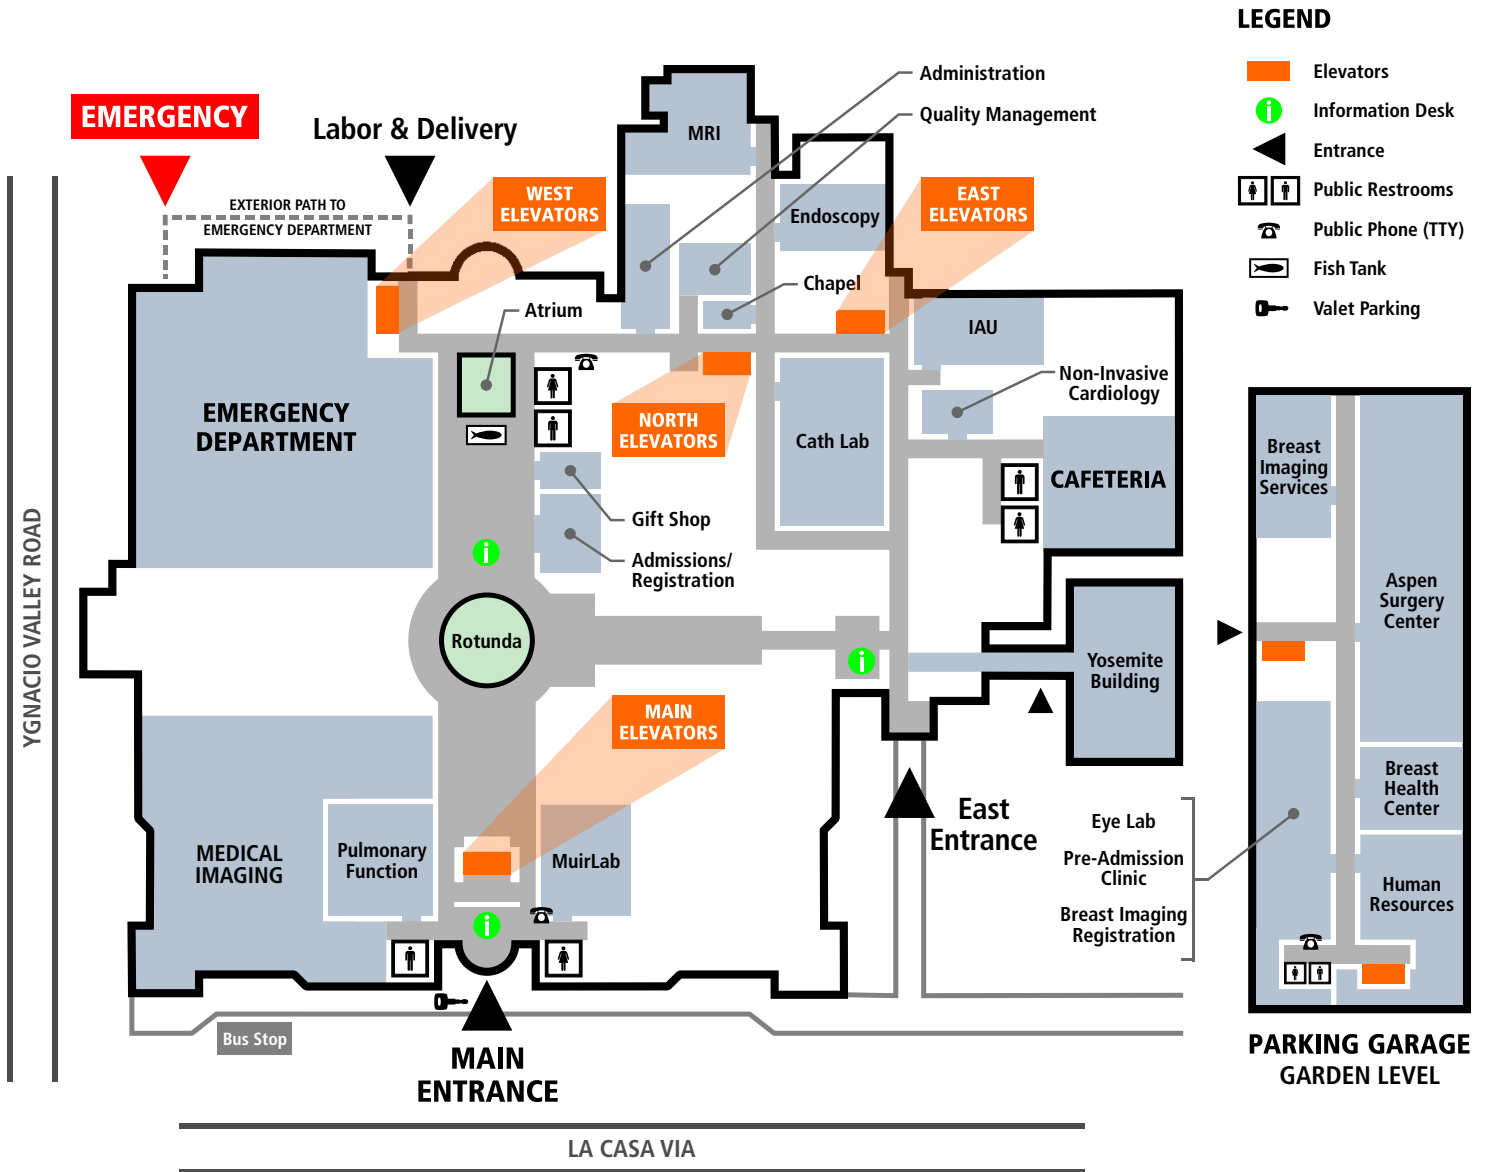 LEGEND
Elevators
Information Desk
Entrance
Public Restrooms
Public Phone (TTY)
Fish Tank
Valet Parking
EMERGENCY
Labor & Delivery
EXTERIOR PATH TO
EMERGENCY DEPARTMENT
WEST
ELEVATORS
MRI
Administration
Quality Management
Endoscopy
EAST
ELEVATORS
Chapel
Atrium
IAU
Non-Invasive
Cardiology
EMERGENCY
DEPARTMENT
NORTH
ELEVATORS
Cath Lab
CAFETERIA
Gift Shop
Admissions/
Registration
i
Rotunda
i
Yosemite
Building
MAIN
ELEVATORS
East
Entrance
MEDICAL
IMAGING
Pulmonary
Function
MuirLab
i
Bus Stop
MAIN
ENTRANCE
YGNACIO VALLEY ROAD
LA CASA VIA
Breast
Imaging
Services
Aspen
Surgery
Center
Breast
Health
Center
Human
Resources
Eye Lab
Pre-Admission
Clinic
Breast Imaging
Registration
PARKING GARAGE
GARDEN LEVEL